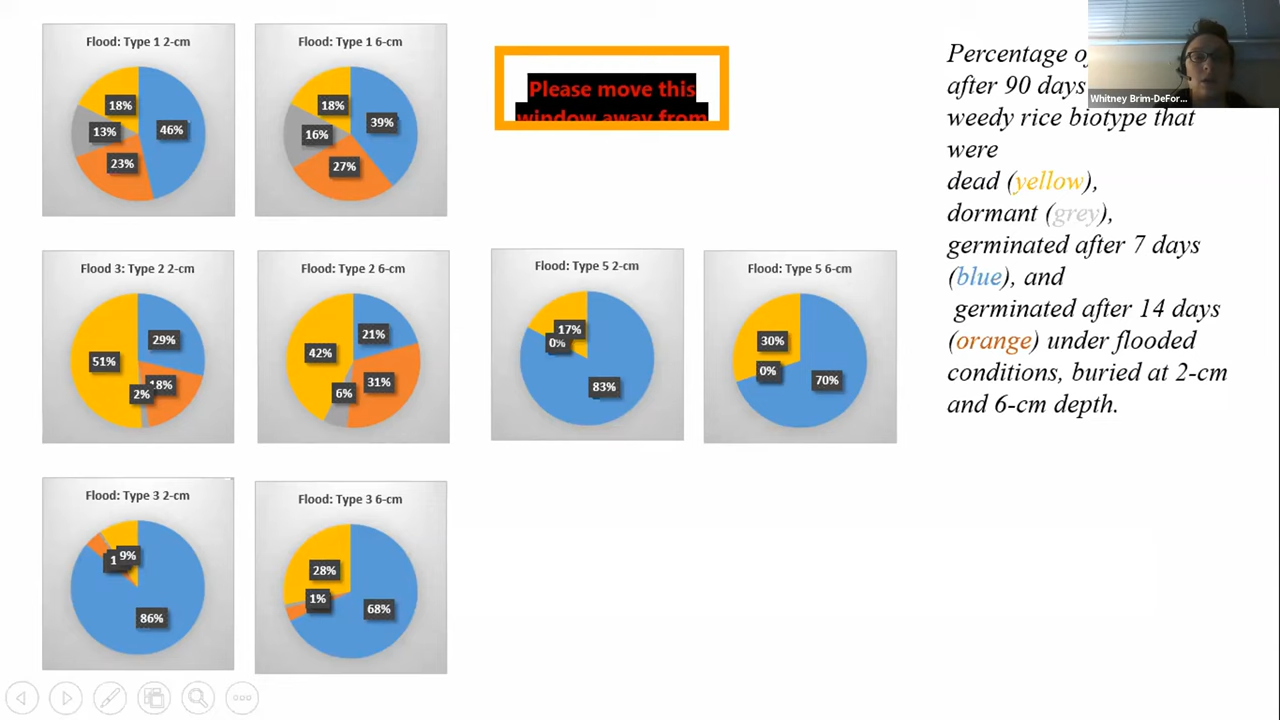 Flood: Type 1 2-cm
18%
46%
13%
23%
Flood: Type 1 6-cm
18%
39%
16%
27%
Please move this
window away from
Flood 3: Type 2 2-cm
29%
51%
18%
2%
Flood: Type 2 6-cm
21%
42%
31%
6%
Flood: Type 5 2-cm
17%
0%
83%
Flood: Type 5 6-cm
30%
0%
70%
Flood: Type 3 2-cm
9%
86%
Flood: Type 3 6-cm
28%
1%
68%
Percentage
after 90 days
weedy rice biotype that
were
dead (yellow),
dormant (grey),
germinated after 7 days
(blue), and
germinated after 14 days
(orange) under flooded
conditions, buried at 2-cm
and 6-cm depth.
Whitney Brim-DeFor...